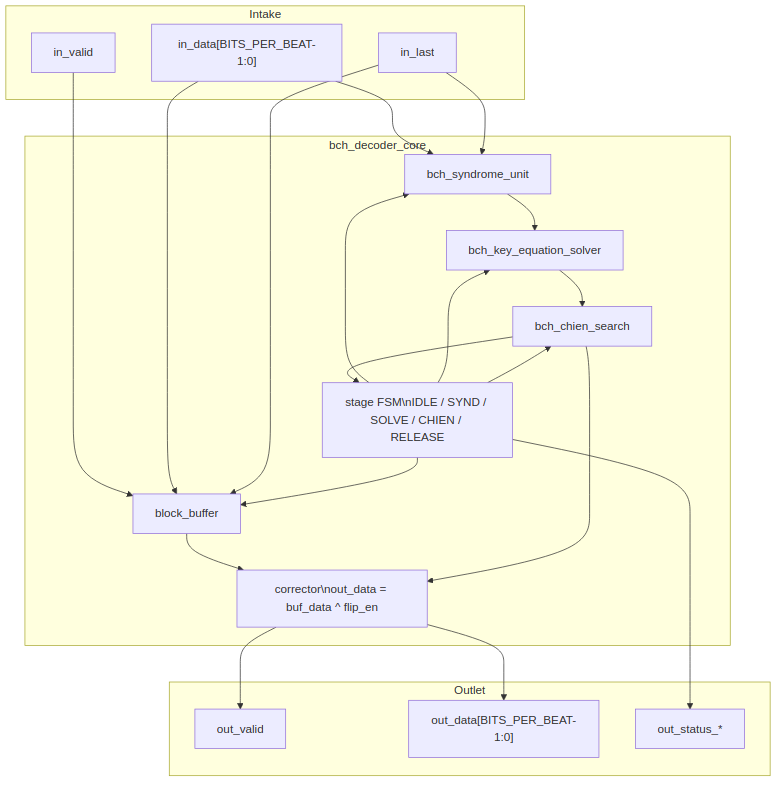 Intake
in_valid
in_data[BITS_PER_BEAT-
1:0]
in_last
bch_decoder_core
bch_syndrome_unit
bch_key_equation_solver
bch_chien_search
stage FSM\nIDLE / SYND /
SOLVE / CHIEN /
RELEASE
block_buffer
corrector\nout_data =
buf_data ^ flip_en
Outlet
out_valid
out_data[BITS_PER_BEAT-
1:0]
out_status_*